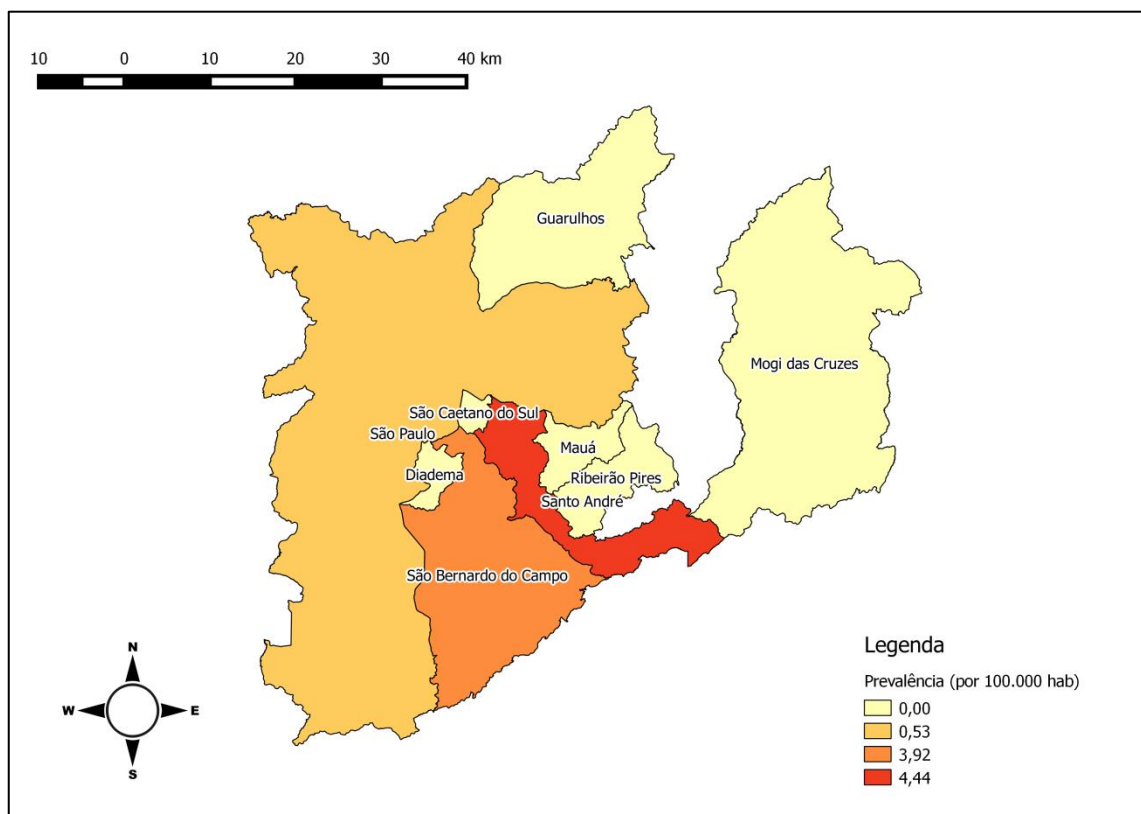 10 0 10 20 30 40 km
Guarulhos
Mogi das Cruzes
São Caetano do Sul
São Paulo
Mauá
Diadema
Ribeirão Pires
Santo André
São Bernardo do Campo
N
W E
S
Legenda
Prevalência (por 100.000 hab)
0,00
0,53
3,92
4,44